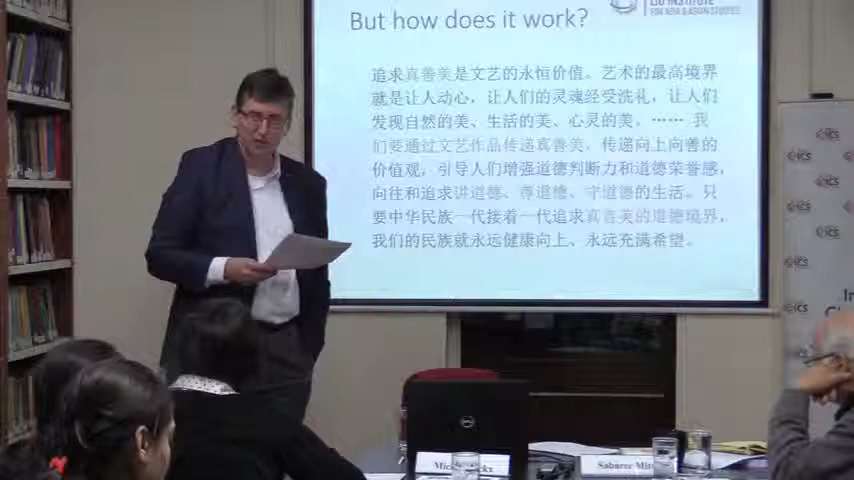 But how does it work?
LIU INSTITUTE
FOR ASIA & ASIAN STUDIES
追求真善美是文艺的永恒价值。艺术的最高境界
就是让人动心，让人们的灵魂经受洗礼，让人们
发现自然的美、生活的美、心灵的美。…… 我
们要通过文艺作品传递真善美，传递向上向善的
价值观，引导人们增强道德判断力和道德荣誉感，
向往和追求讲道德、尊道德、守道德的生活。只
要中华民族一代接着一代追求真善美的道德境界，
我们的民族就永远健康向上、永远充满希望。
ICS
ICS
ICS
ICS
ICS
ICS
In
DELL